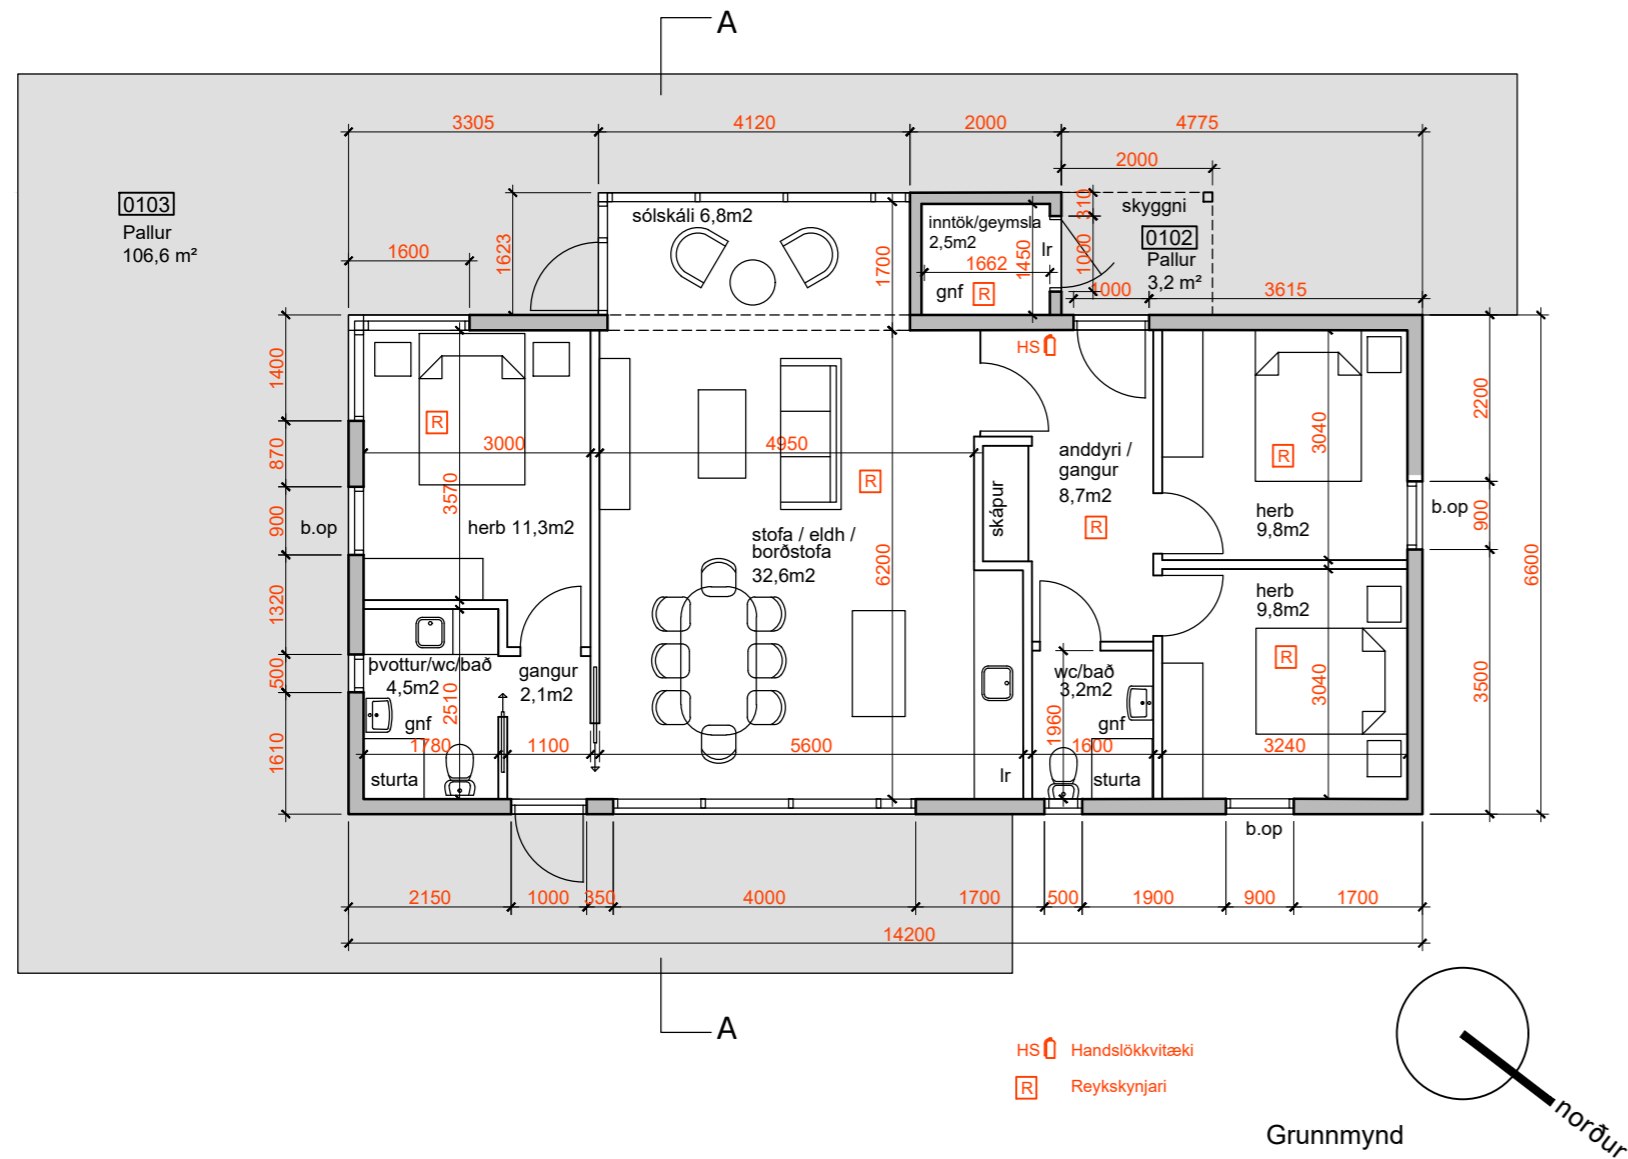 A
3305
4120
2000
4775
2000
0103
Pallur
106,6 m²
1600
1623
sólskáli 6,8m2
1700
inntök/geymsla
2,5m2
1662
1450
lr
gnf
R
310
1000
skyggni
0102
Pallur
3,2 m²
1000
3615
HS
1400
870
900
1320
500
1610
b.op
R
3000
3570
herb 11,3m2
4950
R
stofa / eldh /
borðstofa
32,6m2
6200
skápur
anddyri /
gangur
8,7m2
R
3040
R
herb
9,8m2
b.op
2200
900
3500
6600
herb
9,8m2
R
3040
þvottur/wc/bað
4,5m2
2510
gnf
1780
sturta
gangur
2,1m2
1100
5600
lr
wc/bað
3,2m2
1960
gnf
1600
sturta
3240
b.op
2150
1000
350
4000
1700
500
1900
900
1700
14200
A
HS Handslökkvitæki
R Reykskynjari
norður
Grunnmynd